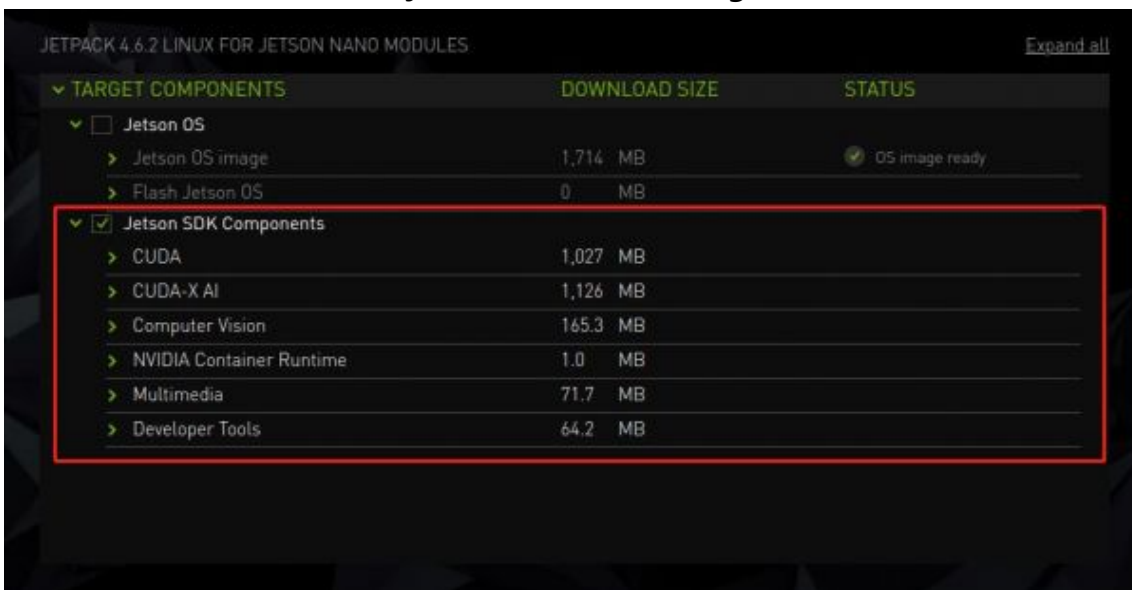 JETPACK 4.6.2 LINUX FOR JETSON NANO MODULES Expand all
TARGET COMPONENTS DOWNLOAD SIZE STATUS
Jetson OS
Jetson OS image 1,714 MB OS image ready
Flash Jetson OS 0 MB
Jetson SDK Components
CUDA 1,027 MB
CUDA-X AI 1,126 MB
Computer Vision 165.3 MB
NVIDIA Container Runtime 1.0 MB
Multimedia 71.7 MB
Developer Tools 64.2 MB